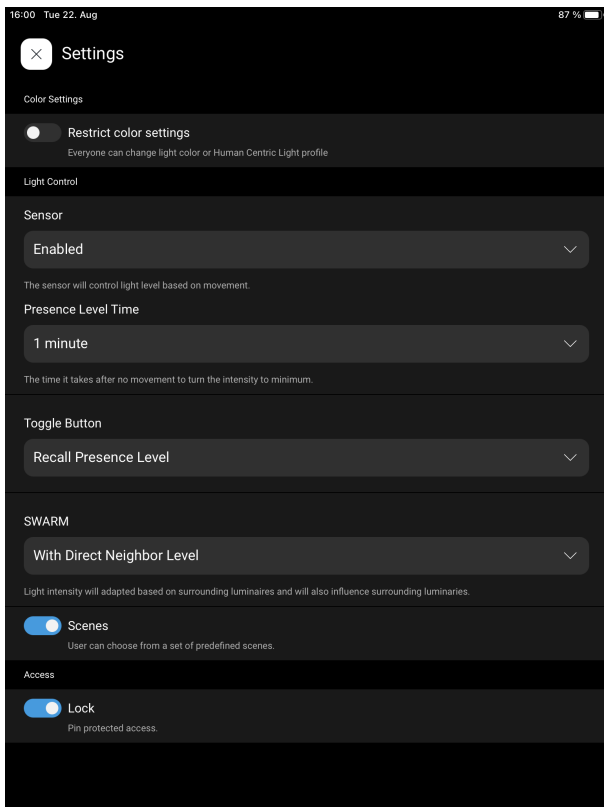 16:00 Tue 22. Aug 87 %
Settings
Color Settings
Restrict color settings
Everyone can change light color or Human Centric Light profile
Light Control
Sensor
Enabled
The sensor will control light level based on movement.
Presence Level Time
1 minute
The time it takes after no movement to turn the intensity to minimum.
Toggle Button
Recall Presence Level
SWARM
With Direct Neighbor Level
Light intensity will adapted based on surrounding luminaires and will also influence surrounding luminaries.
Scenes
User can choose from a set of predefined scenes.
Access
Lock
Pin protected access.